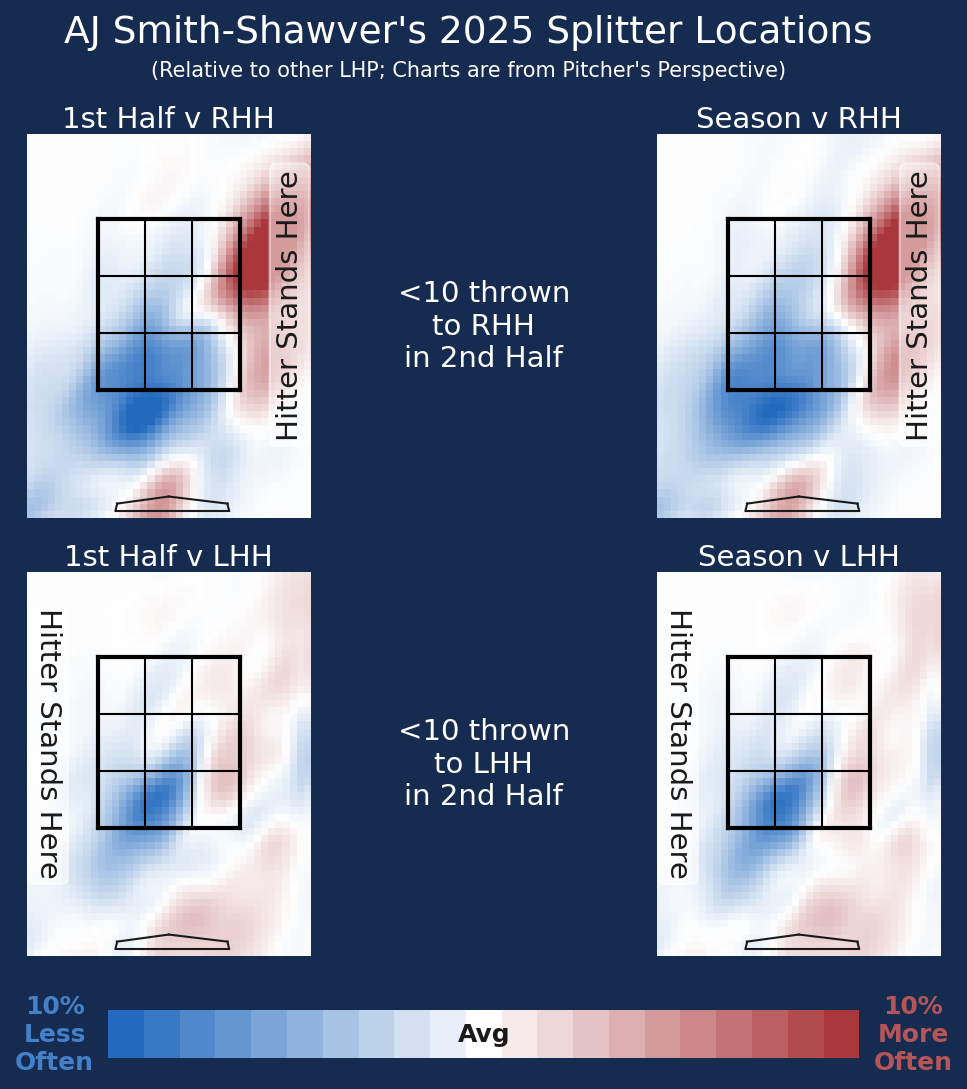 AJ Smith-Shawver's 2025 Splitter Locations
(Relative to other LHP; Charts are from Pitcher's Perspective)
1st Half v RHH
Season v RHH
Hitter Stands Here
<10 thrown
to RHH
in 2nd Half
Hitter Stands Here
1st Half v LHH
Season v LHH
Hitter Stands Here
<10 thrown
to LHH
in 2nd Half
Hitter Stands Here
10%
Less
Often
Avg
10%
More
Often